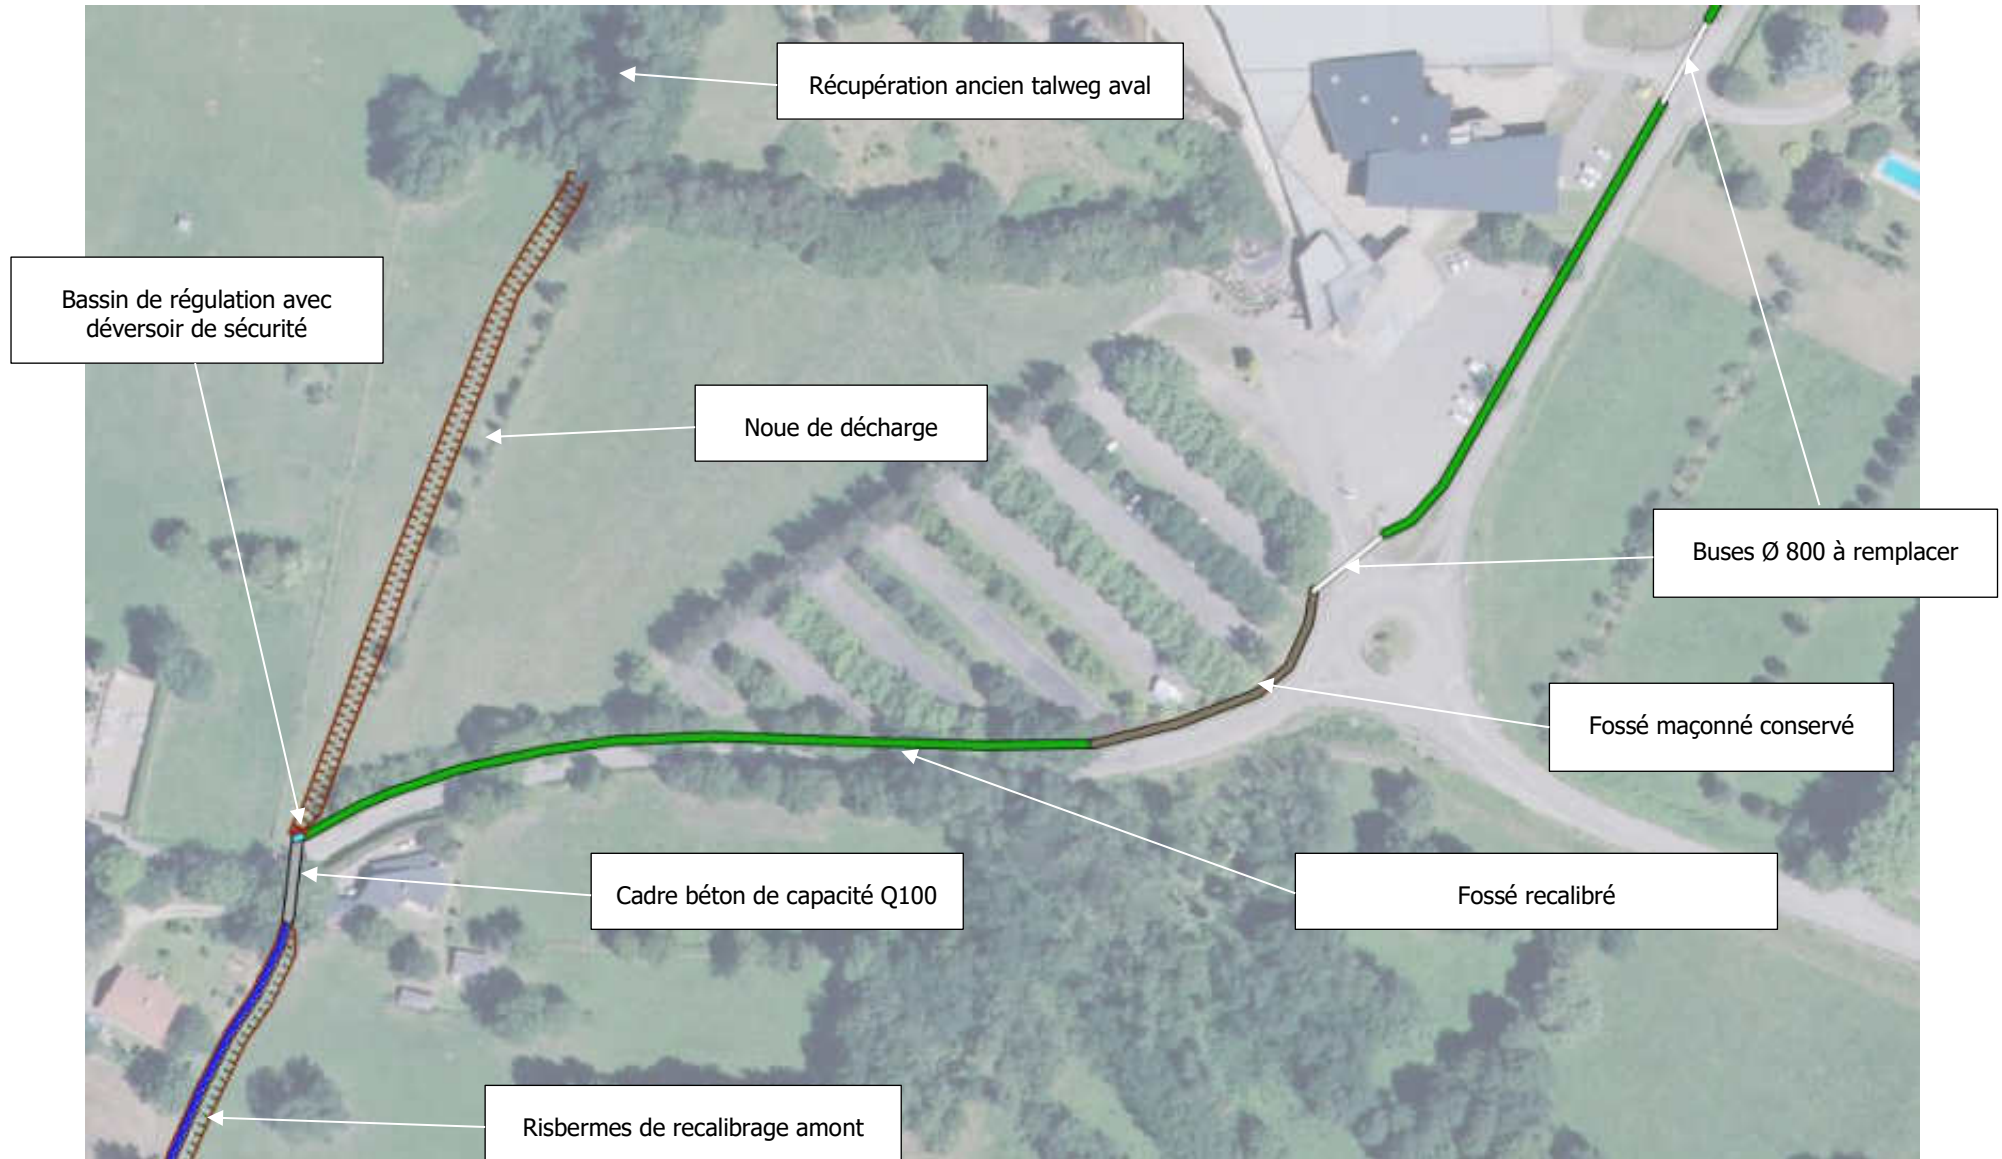 Récupération ancien talweg aval
Bassin de régulation avec
déversoir de sécurité
Noue de décharge
Buses Ø 800 à remplacer
Fossé maçonné conservé
Cadre béton de capacité Q100
Fossé recalibré
Risbermes de recalibrage amont